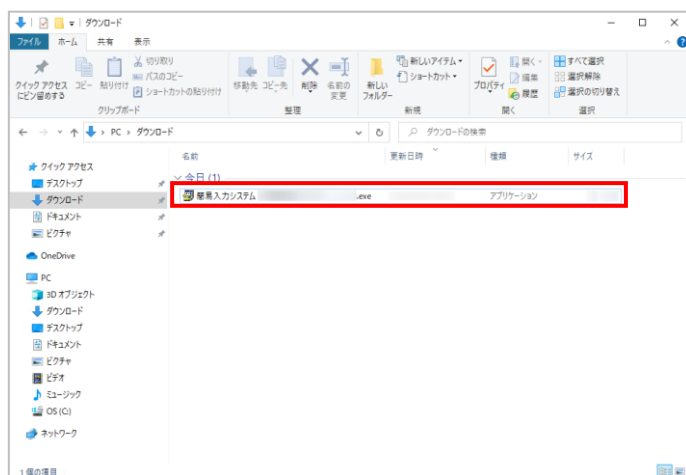 ダウンロード
ファイル ホーム 共有 表示
クイック アクセスにピン留めする
コピー
貼り付け
切り取り
パスのコピー
ショートカットの貼り付け
クリップボード
移動先
コピー先
削除
名前の変更
整理
新しいフォルダー
新しいアイテム
ショートカット
新規
プロパティ
開く
編集
履歴
開く
すべて選択
選択解除
選択の切り替え
選択
PC › ダウンロード
ダウンロードの検索
名前 更新日時 種類 サイズ
今日 (1)
簡易入力システム .exe アプリケーション
クイック アクセス
デスクトップ
ダウンロード
ドキュメント
ピクチャ
OneDrive
PC
3D オブジェクト
ダウンロード
デスクトップ
ドキュメント
ピクチャ
ビデオ
ミュージック
OS (C:)
ネットワーク
1 個の項目